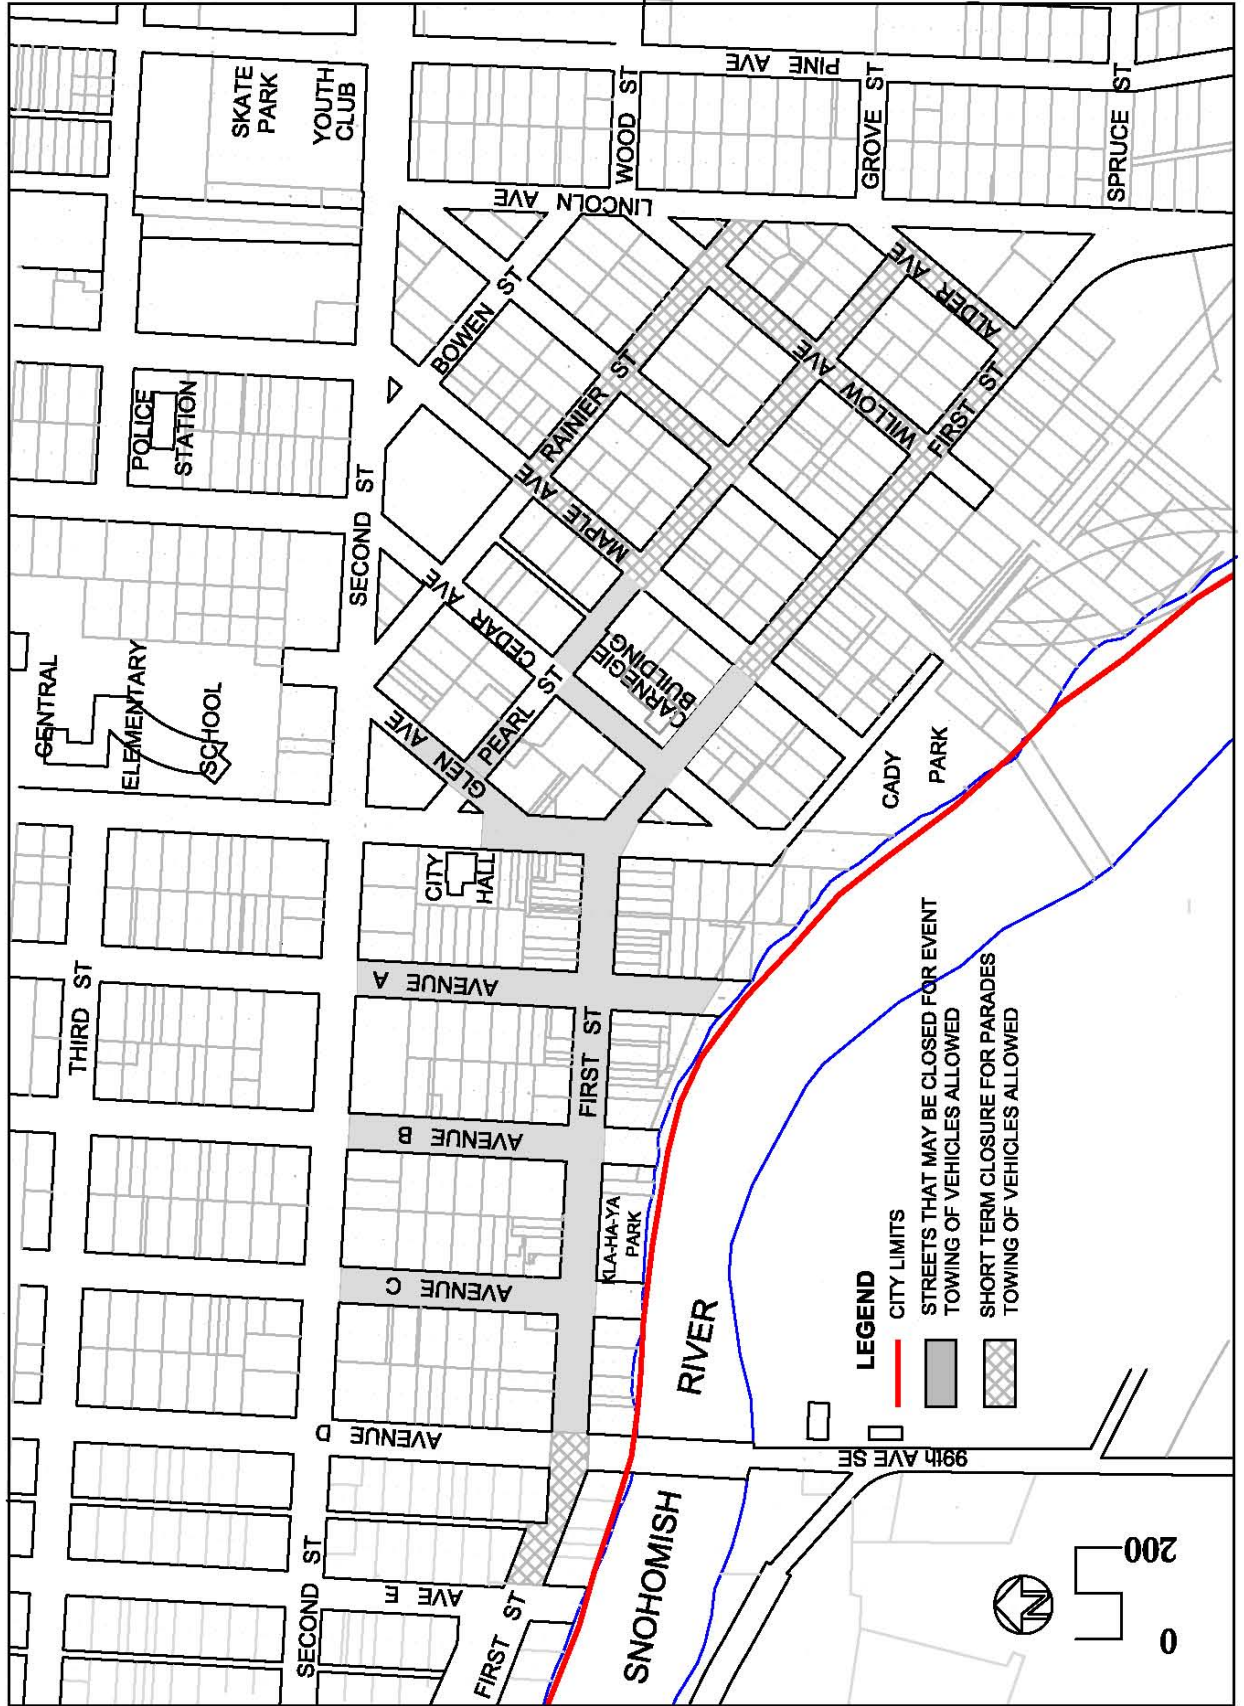 SKATE
PARK
YOUTH
CLUB
WOOD ST
PINE AVE
GROVE ST
SPRUCE ST
LINCOLN AVE
BOWEN ST
ALDER AVE
POLICE
STATION
RAINIER ST
WILLOW AVE
FIRST ST
SECOND ST
MAPLE AVE
CEDAR AVE
CENTRAL
ELEMENTARY
SCHOOL
CARNEGIE
BUILDING
GLEN AVE
PEARL ST
CADY
PARK
CITY
HALL
THIRD ST
AVENUE A
FIRST ST
AVENUE B
KLA-HA-YA
PARK
AVENUE C
RIVER
AVENUE D
99th AVE SE
SNOHOMISH
SECOND ST
AVE E
FIRST ST
LEGEND
CITY LIMITS
STREETS THAT MAY BE CLOSED FOR EVENT
TOWING OF VEHICLES ALLOWED
SHORT TERM CLOSURE FOR PARADES
TOWING OF VEHICLES ALLOWED
N
0 200